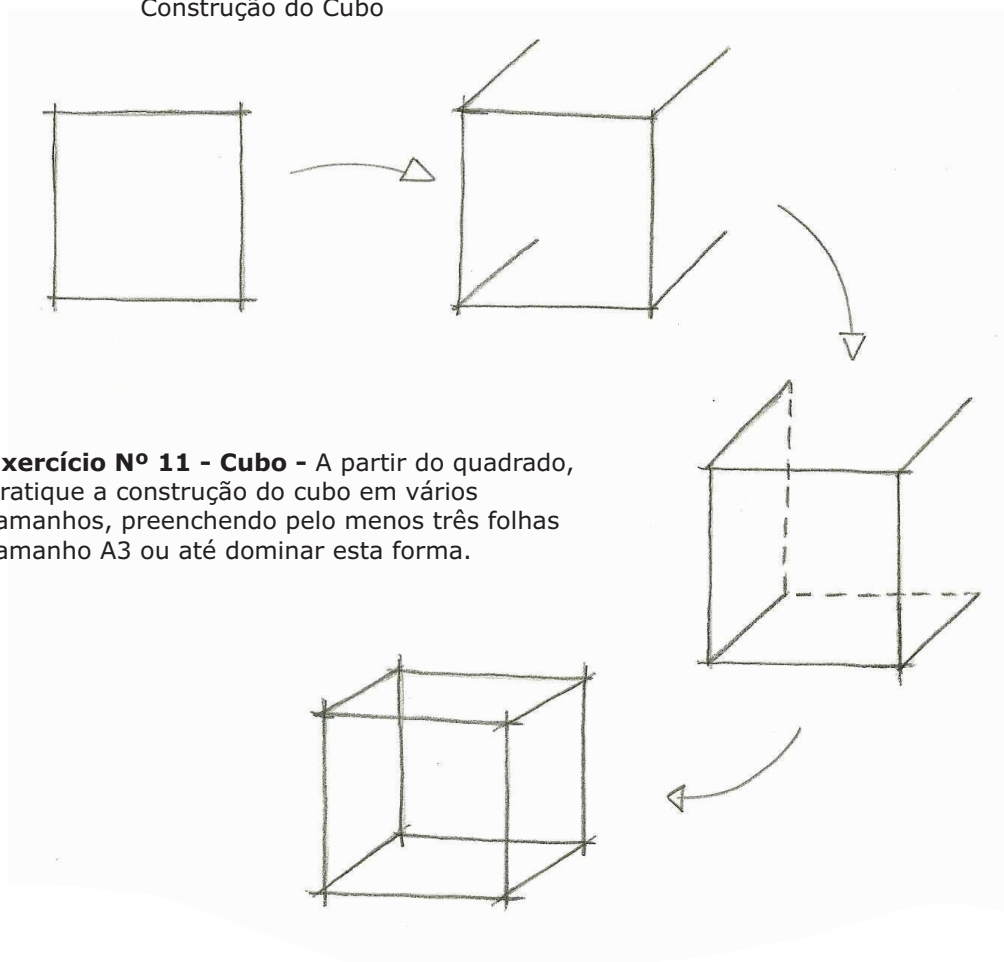 Construção do Cubo
xercício Nº 11 - Cubo - A partir do quadrado,
ratique a construção do cubo em vários
amanhos, preenchendo pelo menos três folhas
amanho A3 ou até dominar esta forma.